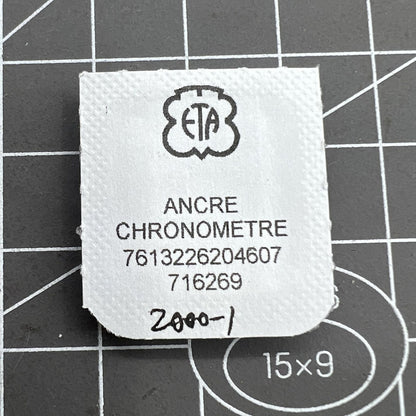 ETA
ANCRE
CHRONOMETRE
7613226204607
716269
2000-1
15×9